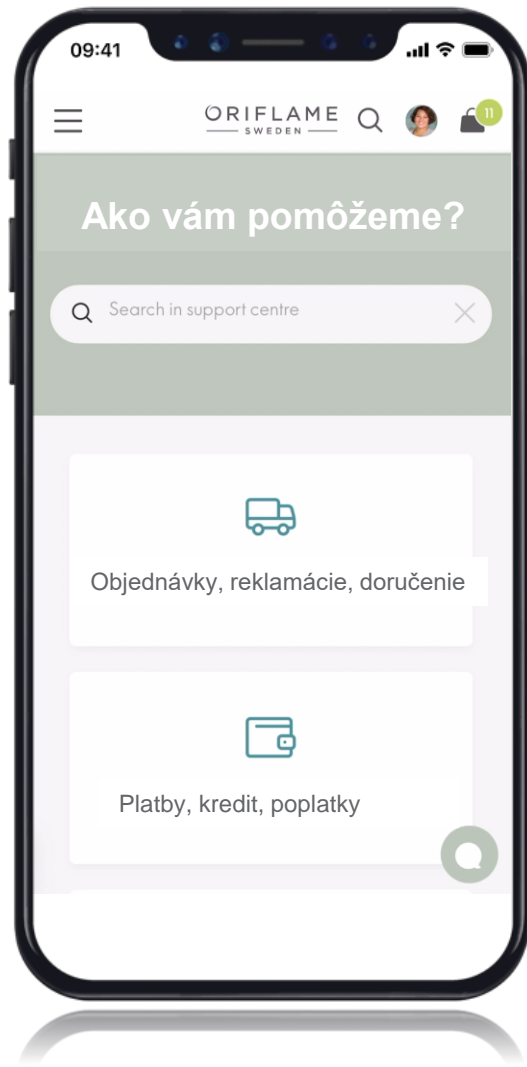 09:41
ORIFLAME
SWEDEN
11
Ako vám pomôžeme?
Search in support centre
Objednávky, reklamácie, doručenie
Platby, kredit, poplatky